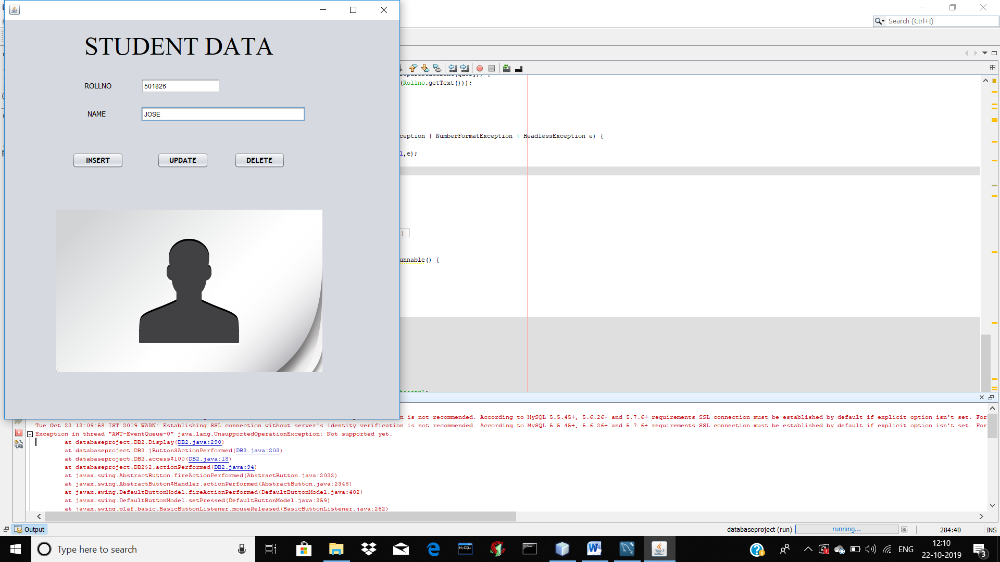 Search (Ctrl+I)
STUDENT DATA
ROLLNO 501826
NAME JOSE
INSERT UPDATE DELETE
(Rollno.getText()));
ception | NumberFormatException | HeadlessException e) {
,e);
unnable() {
on is not recommended. According to MySQL 5.5.45+, 5.6.26+ and 5.7.6+ requirements SSL connection must be established by default if explicit option isn't set. For
Tue Oct 22 12:09:58 IST 2019 WARN: Establishing SSL connection without server's identity verification is not recommended. According to MySQL 5.5.45+, 5.6.26+ and 5.7.6+ requirements SSL connection must be established by default if explicit option isn't set. For
Exception in thread "AWT-EventQueue-0" java.lang.UnsupportedOperationException: Not supported yet.
at databaseproject.DB2.Display(DB2.java:290)
at databaseproject.DB2.jButton3ActionPerformed(DB2.java:202)
at databaseproject.DB2.access$100(DB2.java:18)
at databaseproject.DB2$2.actionPerformed(DB2.java:94)
at javax.swing.AbstractButton.fireActionPerformed(AbstractButton.java:2022)
at javax.swing.AbstractButton$Handler.actionPerformed(AbstractButton.java:2348)
at javax.swing.DefaultButtonModel.fireActionPerformed(DefaultButtonModel.java:402)
at javax.swing.DefaultButtonModel.setPressed(DefaultButtonModel.java:259)
at javax.swing.plaf.basic.BasicButtonListener.mouseReleased(BasicButtonListener.java:252)
Output
databaseproject (run) running... 284:40 INS
Type here to search
MySQL
ENG
12:10
22-10-2019
3